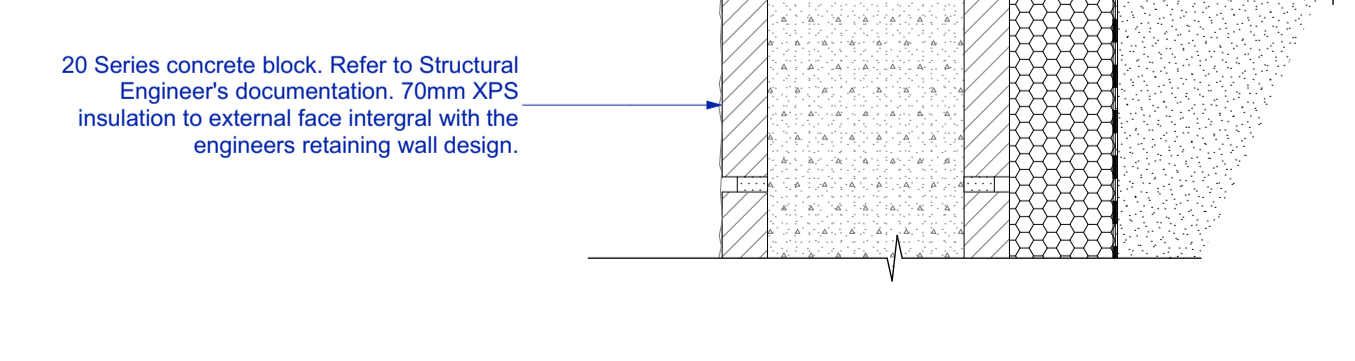 20 Series concrete block. Refer to Structural
Engineer's documentation. 70mm XPS
insulation to external face intergral with the
engineers retaining wall design.